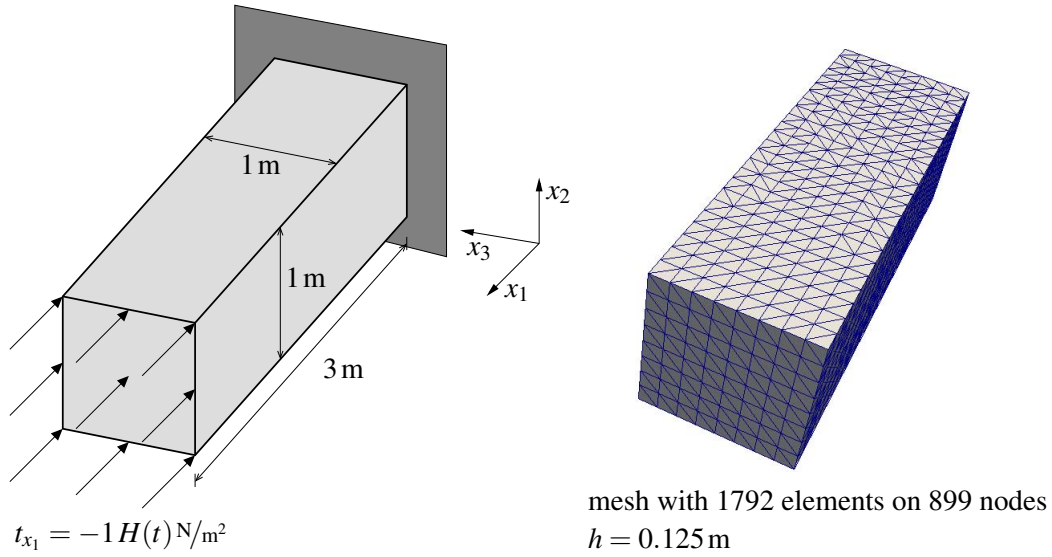 1 m
1 m
3 m
x₂
x₃
x₁
t_{x₁} = −1 H(t) N/m²
mesh with 1792 elements on 899 nodes
h = 0.125 m